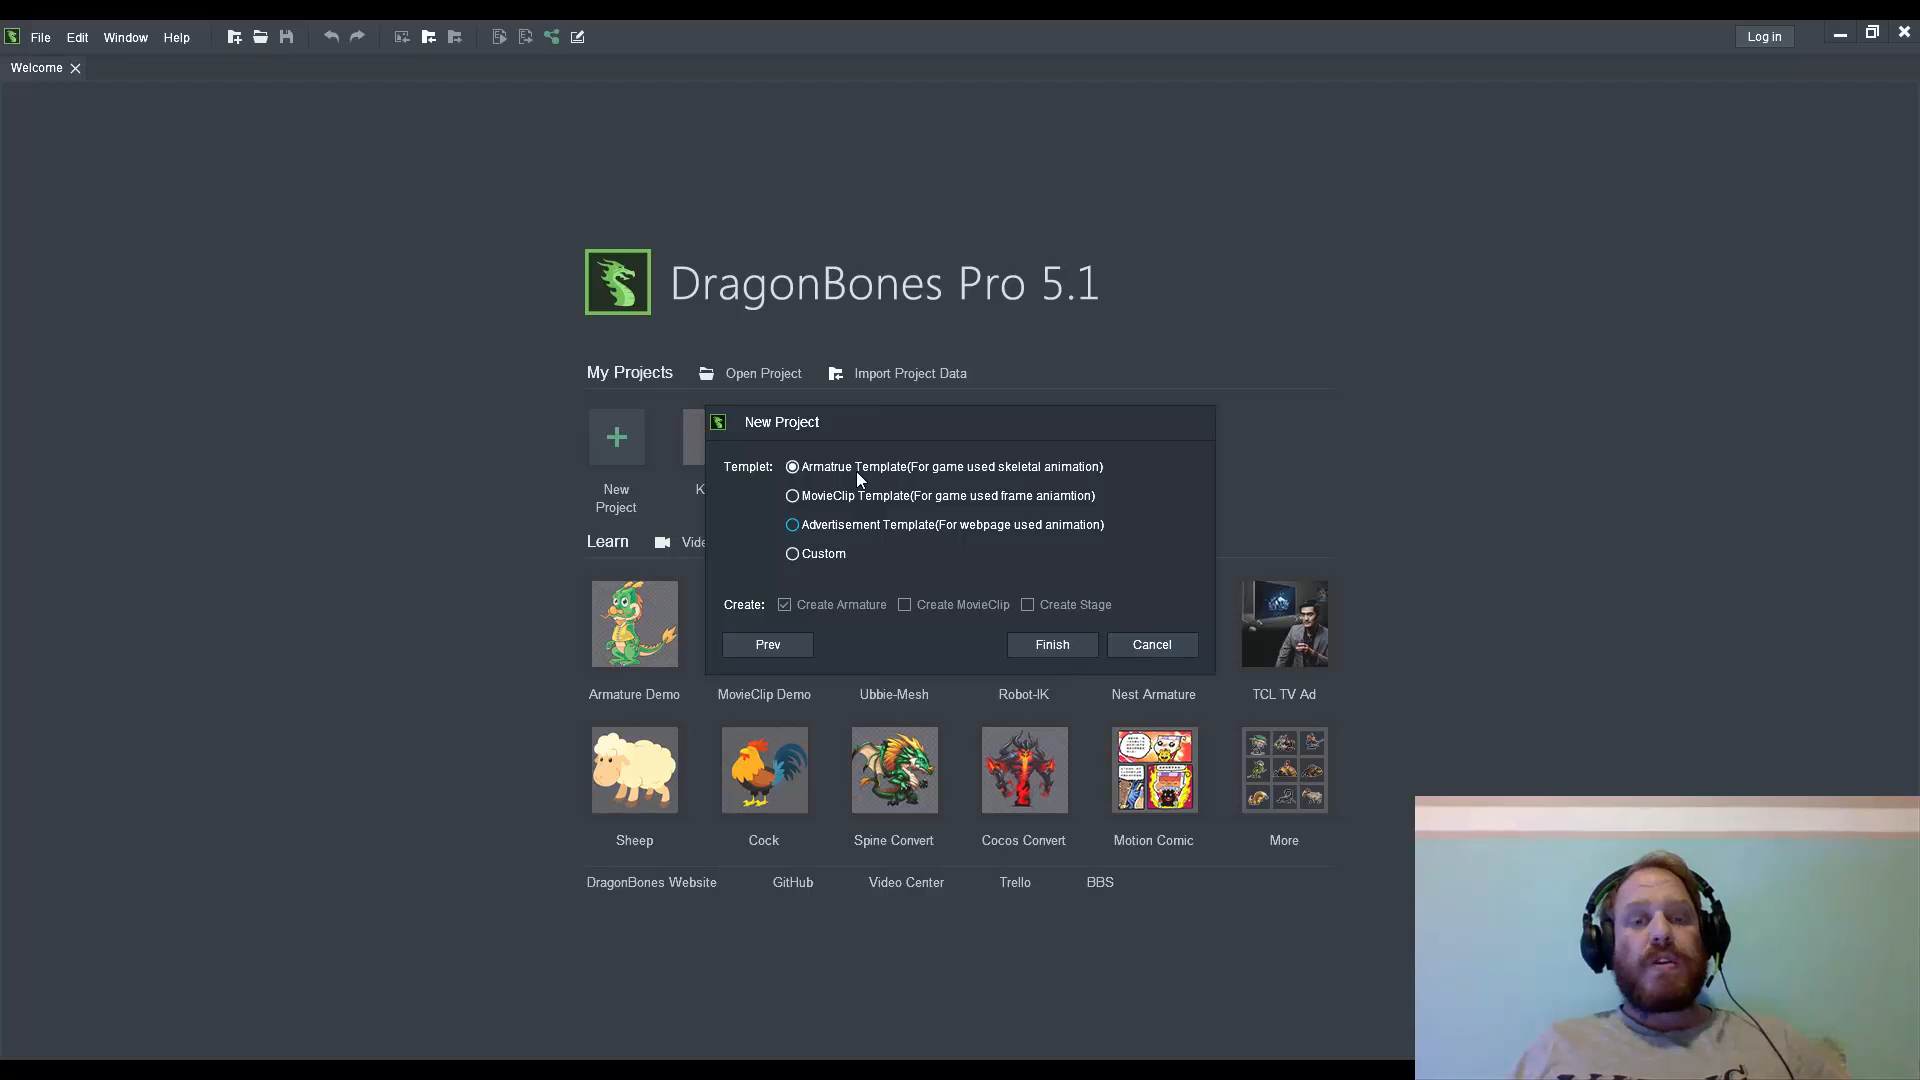 File Edit Window Help
Log in
Welcome
DragonBones Pro 5.1
My Projects Open Project Import Project Data
New Project
Templet: Armatrue Template(For game used skeletal animation)
MovieClip Template(For game used frame aniamtion)
Advertisement Template(For webpage used animation)
Custom
Create: Create Armature Create MovieClip Create Stage
Prev Finish Cancel
New
Project
K
Learn Vide
Armature Demo MovieClip Demo Ubbie-Mesh Robot-IK Nest Armature TCL TV Ad
Sheep Cock Spine Convert Cocos Convert Motion Comic More
DragonBones Website GitHub Video Center Trello BBS